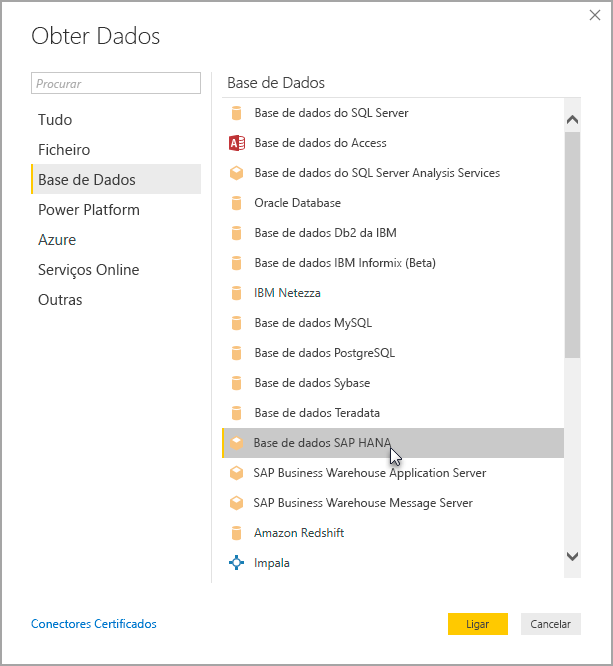 Obter Dados
Procurar
Tudo
Ficheiro
Base de Dados
Power Platform
Azure
Serviços Online
Outras
Base de Dados
Base de dados do SQL Server
A
Base de dados do Access
Base de dados do SQL Server Analysis Services
Oracle Database
Base de dados Db2 da IBM
Base de dados IBM Informix (Beta)
IBM Netezza
Base de dados MySQL
Base de dados PostgreSQL
Base de dados Sybase
Base de dados Teradata
Base de dados SAP HANA
SAP Business Warehouse Application Server
SAP Business Warehouse Message Server
Amazon Redshift
Impala
Conectores Certificados
Ligar
Cancelar